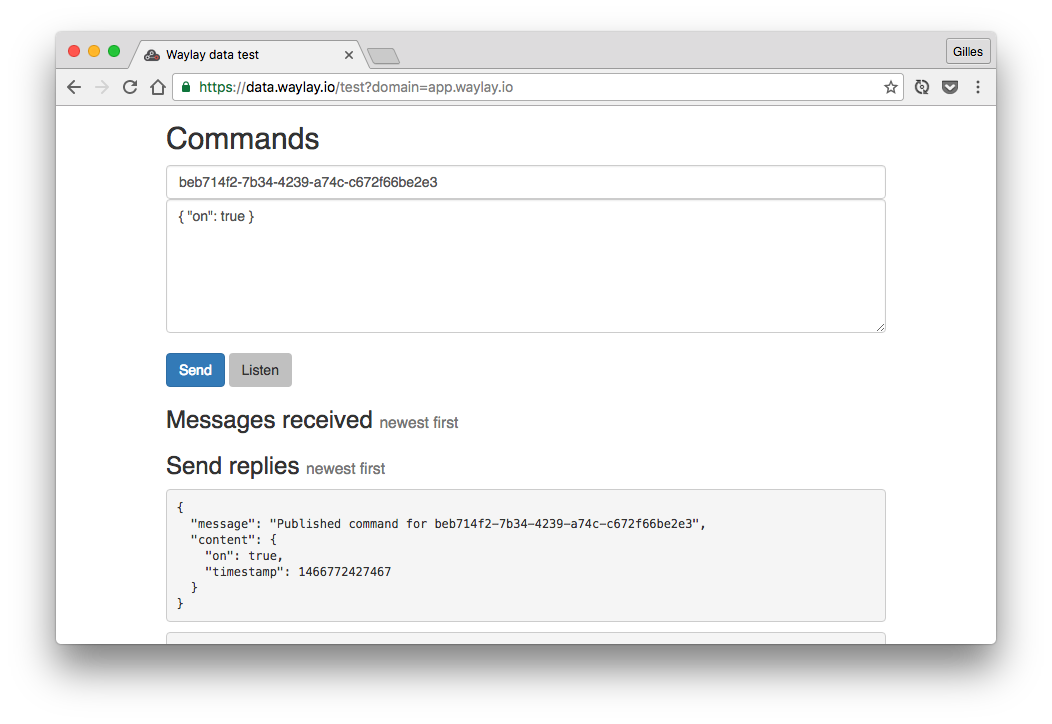 Waylay data test
Gilles
https://data.waylay.io/test?domain=app.waylay.io
Commands
beb714f2-7b34-4239-a74c-c672f66be2e3
{ "on": true }
Send Listen
Messages received newest first
Send replies newest first
{
  "message": "Published command for beb714f2-7b34-4239-a74c-c672f66be2e3",
  "content": {
    "on": true,
    "timestamp": 1466772427467
  }
}